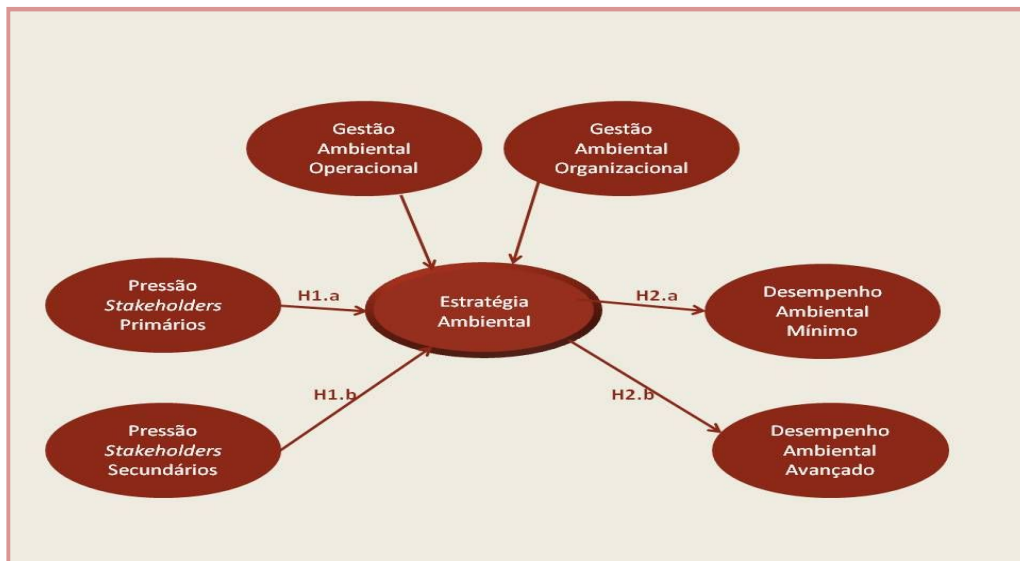 Gestão
Ambiental
Operacional
Gestão
Ambiental
Organizacional
Pressão
Stakeholders
Primários
H1.a
Estratégia
Ambiental
H2.a
Desempenho
Ambiental
Mínimo
H1.b
H2.b
Pressão
Stakeholders
Secundários
Desempenho
Ambiental
Avançado